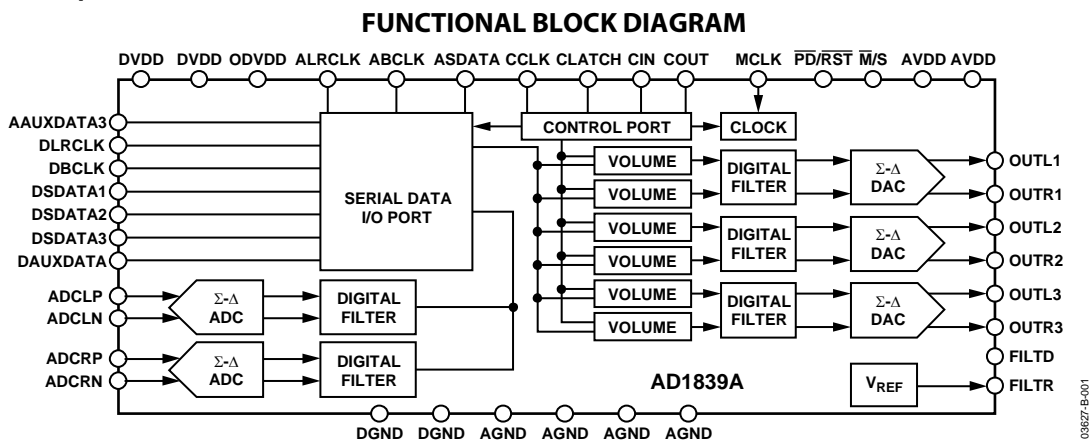 FUNCTIONAL BLOCK DIAGRAM
DVDD DVDD ODVDD ALRCLK ABCLK ASDATA CCLK CLATCH CIN COUT MCLK PD/RST M/S AVDD AVDD
AAUXDATA3
DLRCLK
DBCLK
DSDATA1
DSDATA2
DSDATA3
DAUXDATA
ADCLP
ADCLN
ADCRP
ADCRN
SERIAL DATA
I/O PORT
Σ-Δ
ADC
DIGITAL
FILTER
Σ-Δ
ADC
DIGITAL
FILTER
CONTROL PORT
CLOCK
VOLUME
VOLUME
VOLUME
VOLUME
VOLUME
VOLUME
DIGITAL
FILTER
DIGITAL
FILTER
DIGITAL
FILTER
Σ-Δ
DAC
Σ-Δ
DAC
Σ-Δ
DAC
OUTL1
OUTR1
OUTL2
OUTR2
OUTL3
OUTR3
FILTD
FILTR
AD1839A
VREF
DGND DGND AGND AGND AGND AGND
03627-B-001